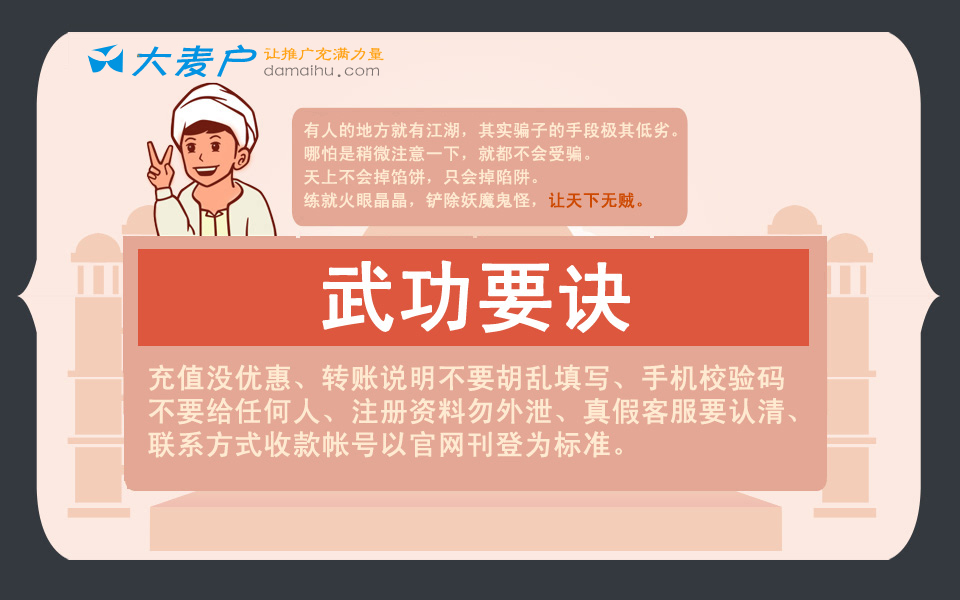 大麦户
让推广充满力量
damaihu.com
有人的地方就有江湖，其实骗子的手段极其低劣。
哪怕是稍微注意一下，就都不会受骗。
天上不会掉馅饼，只会掉陷阱。
练就火眼晶晶，铲除妖魔鬼怪，让天下无贼。
武功要诀
充值没优惠、转账说明不要胡乱填写、手机校验码
不要给任何人、注册资料勿外泄、真假客服要认清、
联系方式收款帐号以官网刊登为标准。